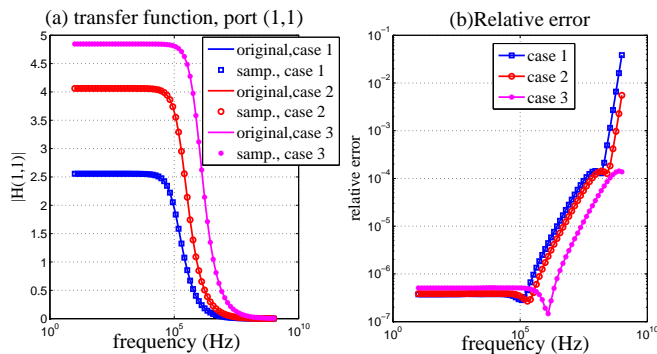 (a) transfer function, port (1,1)
5
4.5
4
3.5
3
2.5
2
1.5
1
0.5
0
|H(1,1)|
10^0
10^5
10^10
frequency (Hz)
original,case 1
samp., case 1
original,case 2
samp., case 2
original,case 3
samp., case 3
(b)Relative error
10^-1
10^-2
10^-3
10^-4
10^-5
10^-6
10^-7
relative error
10^0
10^5
10^10
frequency (Hz)
case 1
case 2
case 3